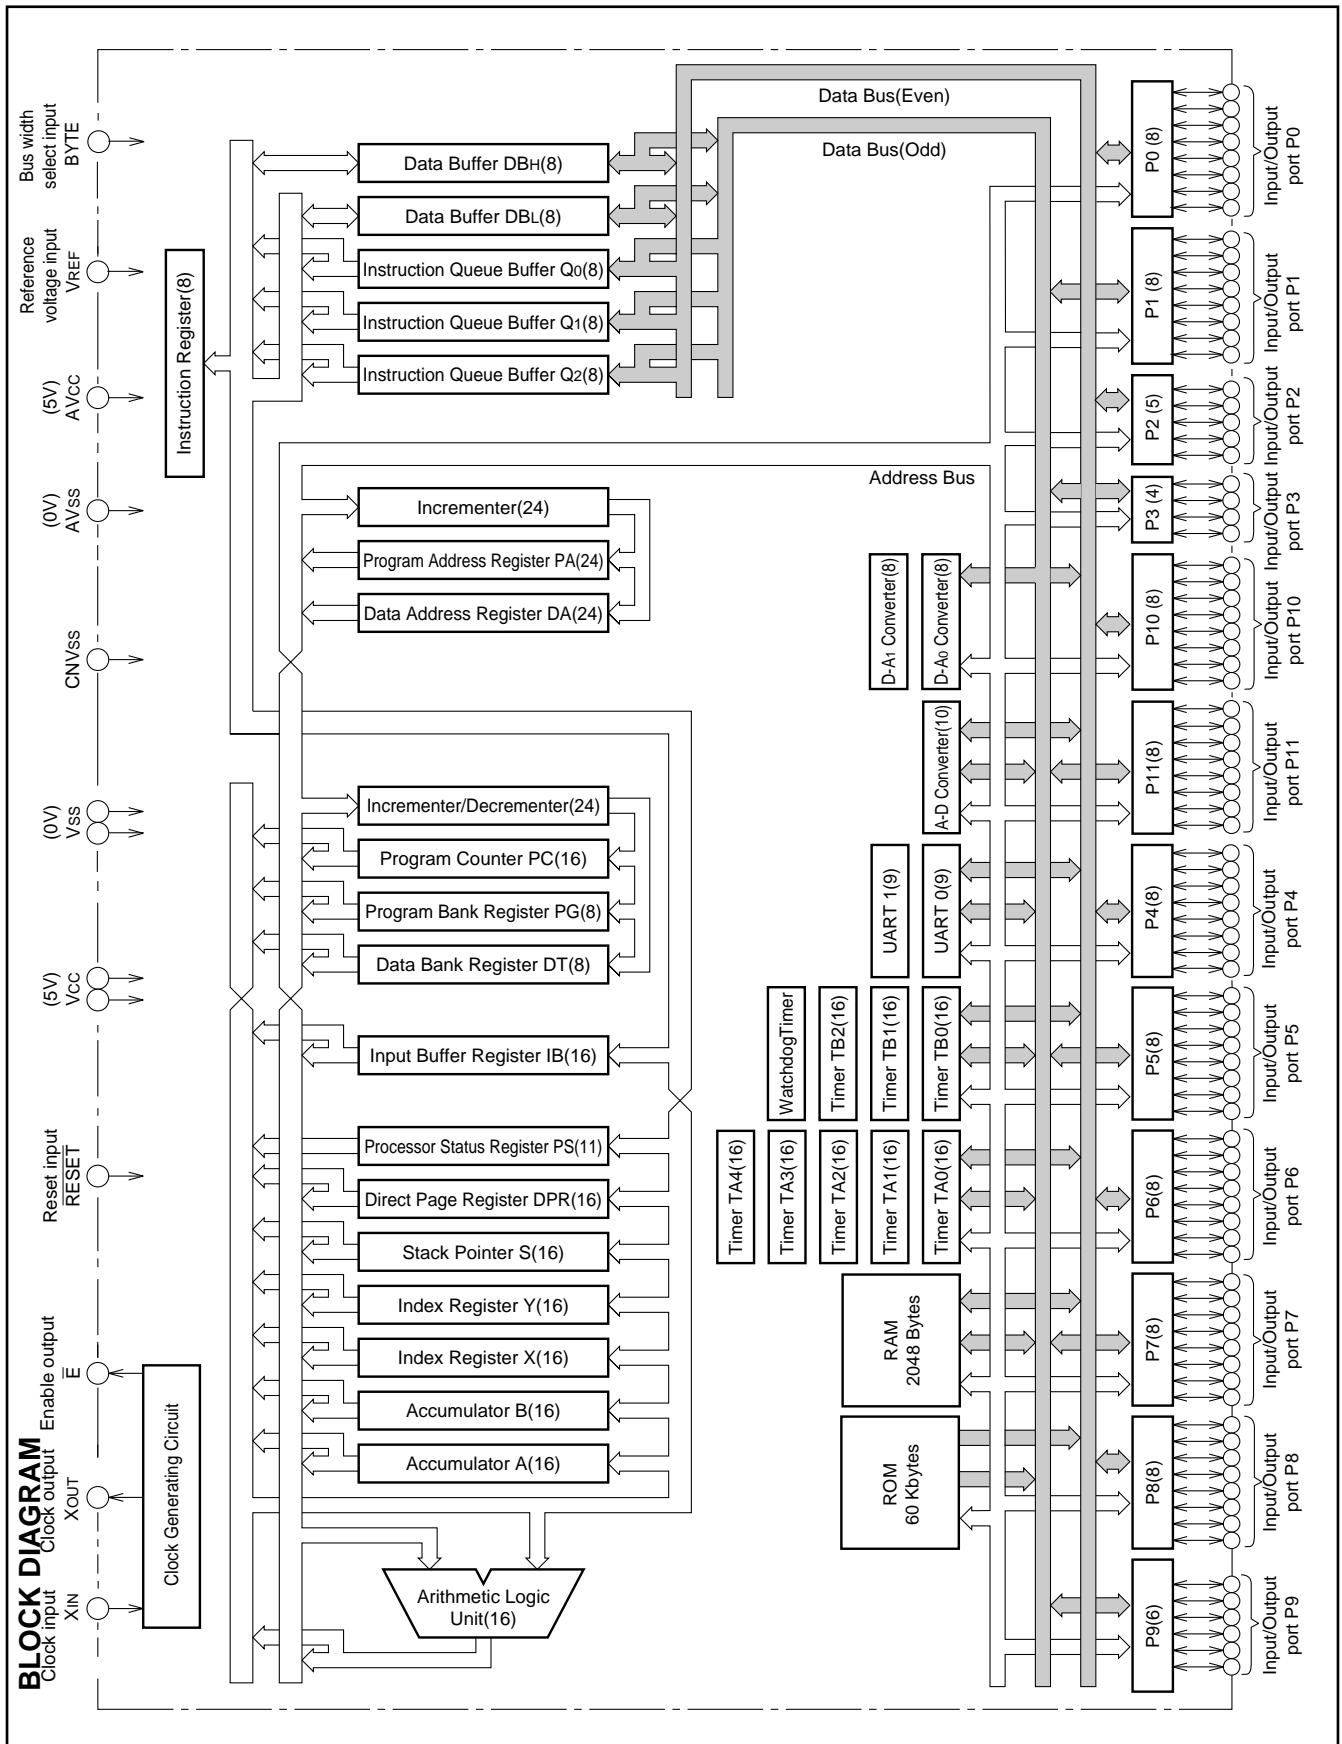 BLOCK DIAGRAM
Clock input
XIN
Clock output
XOUT
Enable output
E
Reset input
RESET
(5V)
VCC
(0V)
VSS
CNVSS
(0V)
AVSS
(5V)
AVCC
Reference
voltage input
VREF
Bus width
select input
BYTE
Clock Generating Circuit
Instruction Register(8)
Data Buffer DBH(8)
Data Buffer DBL(8)
Instruction Queue Buffer Q0(8)
Instruction Queue Buffer Q1(8)
Instruction Queue Buffer Q2(8)
Incrementer(24)
Program Address Register PA(24)
Data Address Register DA(24)
Incrementer/Decrementer(24)
Program Counter PC(16)
Program Bank Register PG(8)
Data Bank Register DT(8)
Input Buffer Register IB(16)
Processor Status Register PS(11)
Direct Page Register DPR(16)
Stack Pointer S(16)
Index Register Y(16)
Index Register X(16)
Accumulator B(16)
Accumulator A(16)
Arithmetic Logic
Unit(16)
Data Bus(Even)
Data Bus(Odd)
Address Bus
D-A1 Converter(8)
D-A0 Converter(8)
A-D Converter(10)
UART 1(9)
UART 0(9)
WatchdogTimer
Timer TB2(16)
Timer TB1(16)
Timer TB0(16)
Timer TA4(16)
Timer TA3(16)
Timer TA2(16)
Timer TA1(16)
Timer TA0(16)
RAM
2048 Bytes
ROM
60 Kbytes
P0 (8)
P1 (8)
P2 (5)
P3 (4)
P10 (8)
P11(8)
P4(8)
P5(8)
P6(8)
P7(8)
P8(8)
P9(6)
Input/Output
port P0
Input/Output
port P1
Input/Output
port P2
Input/Output
port P3
Input/Output
port P10
Input/Output
port P11
Input/Output
port P4
Input/Output
port P5
Input/Output
port P6
Input/Output
port P7
Input/Output
port P8
Input/Output
port P9